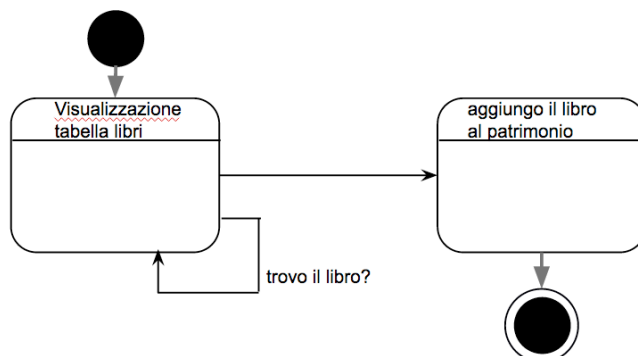 Visualizzazione
tabella libri
aggiungo il libro
al patrimonio
trovo il libro?